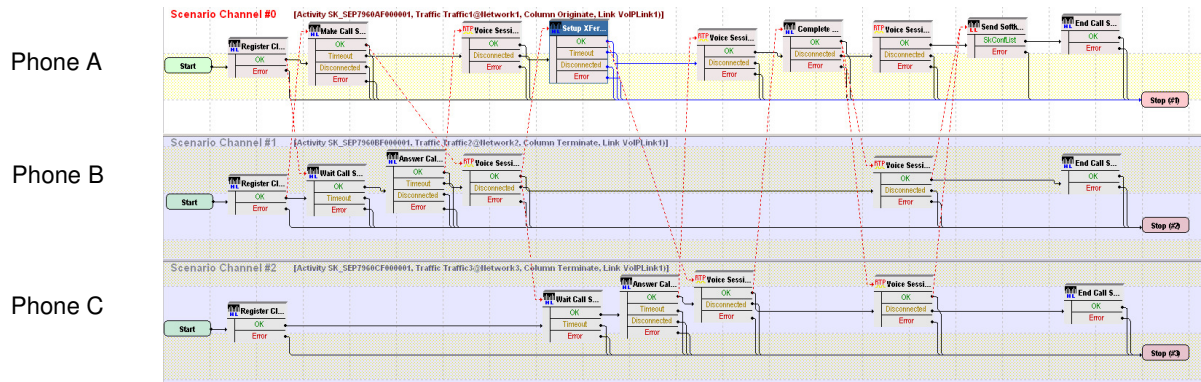 Scenario Channel #0 [Activity SK_SEP7960AF000001, Traffic Traffic1@Network1, Column Originate, Link VoIPLink1)]
Phone A
Start
Register Cl...
OK
Error
Make Call S...
OK
Timeout
Disconnected
Error
Voice Sessi...
OK
Disconnected
Error
Setup XFer...
OK
Timeout
Disconnected
Error
Voice Sessi...
OK
Disconnected
Error
Complete ...
OK
Disconnected
Error
Voice Sessi...
OK
Disconnected
Error
Send Softk...
SkConfList
Error
End Call S...
OK
Error
Stop (#1)
Scenario Channel #1 [Activity SK_SEP7960BF000001, Traffic Traffic2@Network2, Column Terminate, Link VoIPLink1)]
Phone B
Start
Register Cl...
OK
Error
Wait Call S...
OK
Timeout
Error
Answer Cal...
OK
Timeout
Disconnected
Error
Voice Sessi...
OK
Disconnected
Error
Voice Sessi...
OK
Disconnected
Error
End Call S...
OK
Error
Stop (#2)
Scenario Channel #2 [Activity SK_SEP7960CF000001, Traffic Traffic3@Network3, Column Terminate, Link VoIPLink1)]
Phone C
Start
Register Cl...
OK
Error
Wait Call S...
OK
Timeout
Error
Answer Cal...
OK
Timeout
Disconnected
Error
Voice Sessi...
OK
Disconnected
Error
Voice Sessi...
OK
Disconnected
Error
End Call S...
OK
Error
Stop (#3)